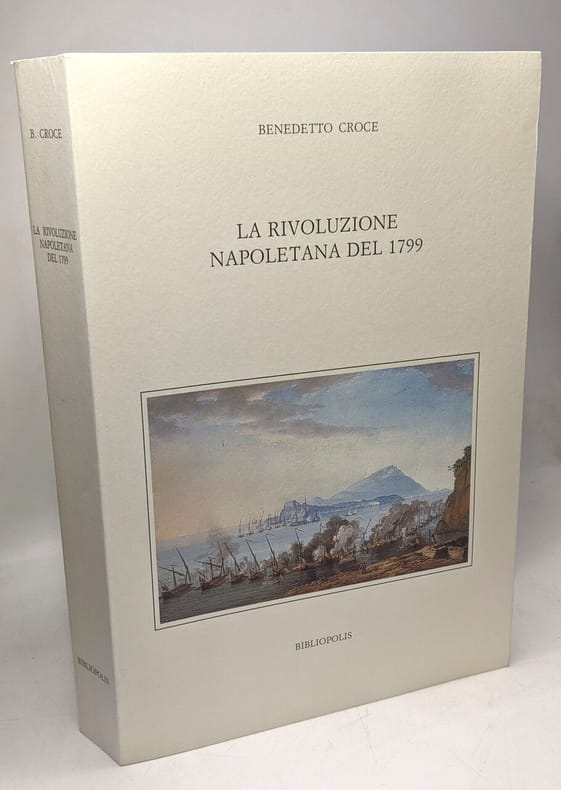 B. CROCE
LA RIVOLUZIONE
NAPOLETANA
DEL 1799
BIBLIOPOLIS
BENEDETTO CROCE
LA RIVOLUZIONE
NAPOLETANA DEL 1799
BIBLIOPOLIS